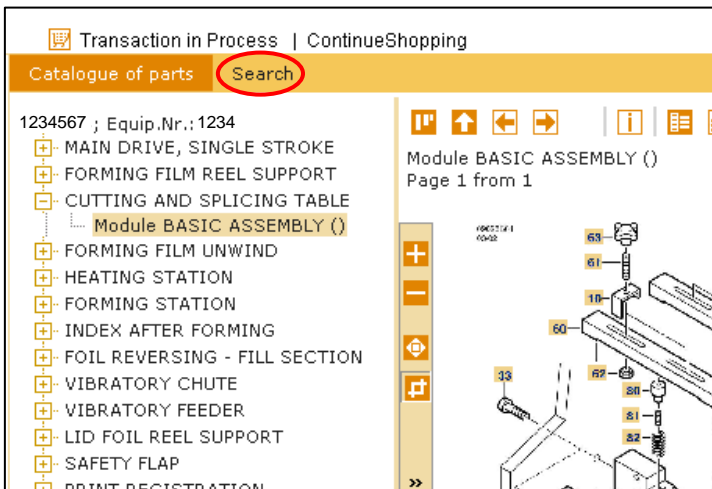 Transaction in Process | ContinueShopping
Catalogue of parts Search
1234567 ; Equip.Nr.: 1234
MAIN DRIVE, SINGLE STROKE
FORMING FILM REEL SUPPORT
CUTTING AND SPLICING TABLE
Module BASIC ASSEMBLY ()
FORMING FILM UNWIND
HEATING STATION
FORMING STATION
INDEX AFTER FORMING
FOIL REVERSING - FILL SECTION
VIBRATORY CHUTE
VIBRATORY FEEDER
LID FOIL REEL SUPPORT
SAFETY FLAP
PRINT REGISTRATION
Module BASIC ASSEMBLY ()
Page 1 from 1
63
61
10
60
62
33
80
81
82